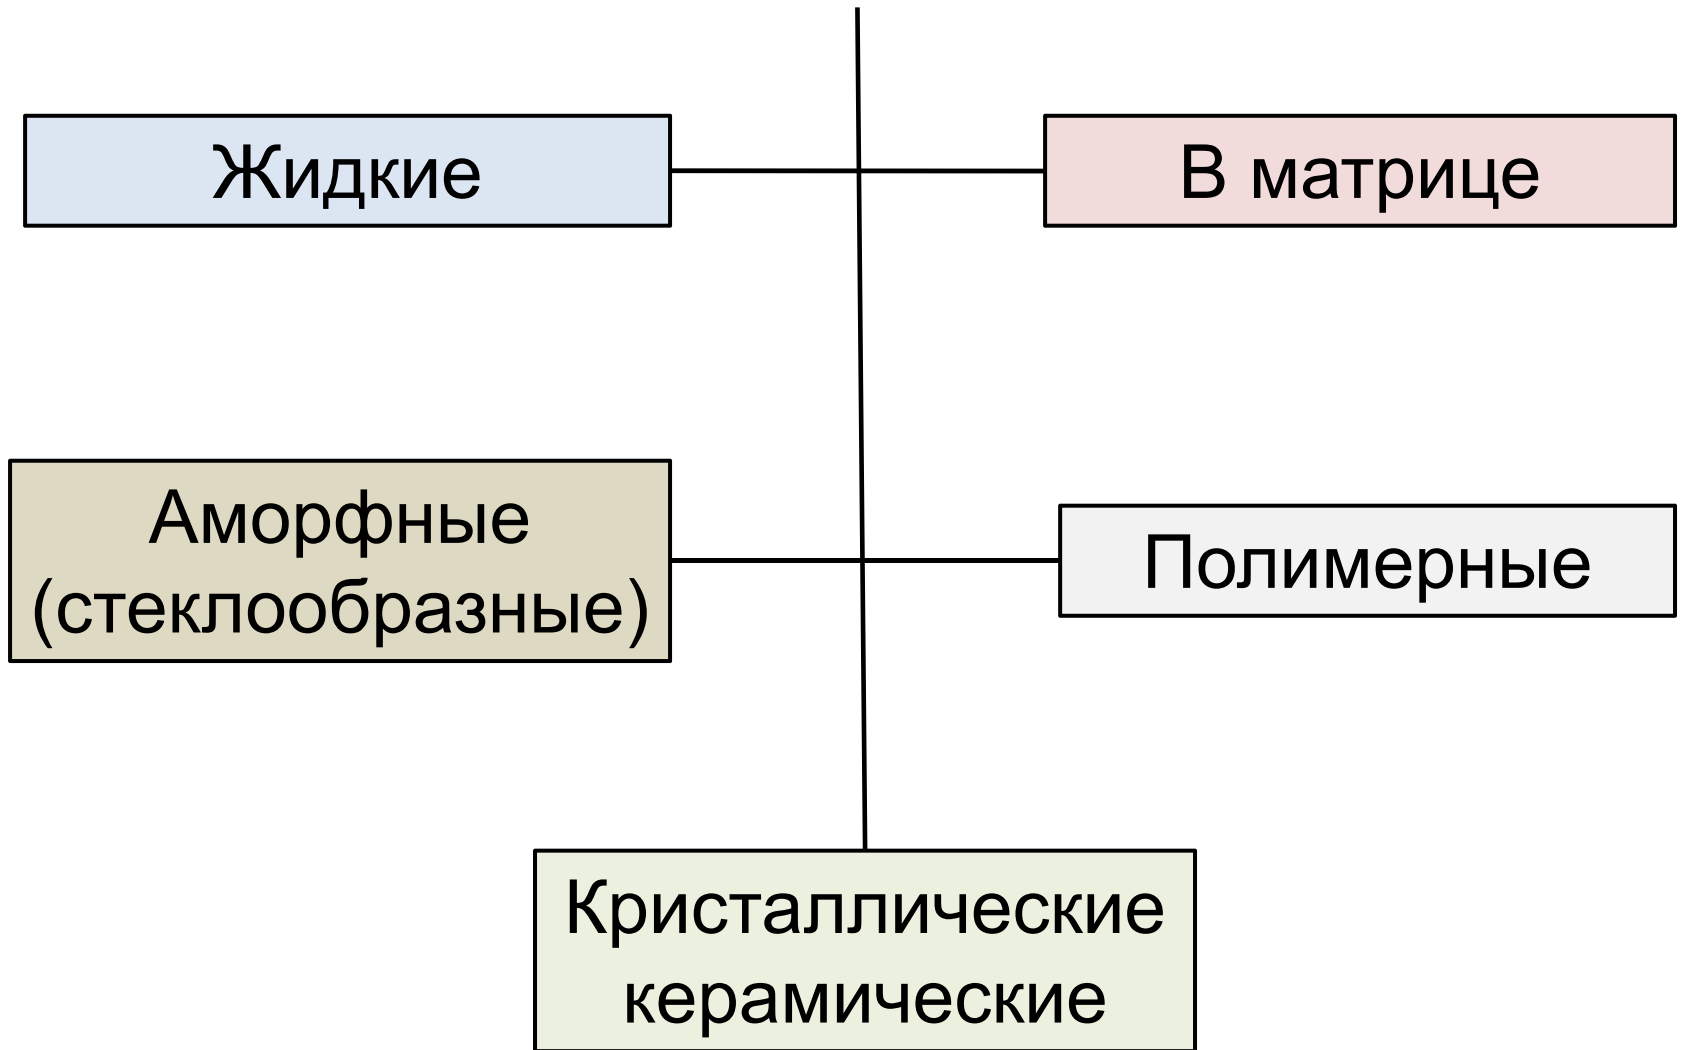 Жидкие
В матрице
Аморфные
(стеклообразные)
Полимерные
Кристаллические
керамические